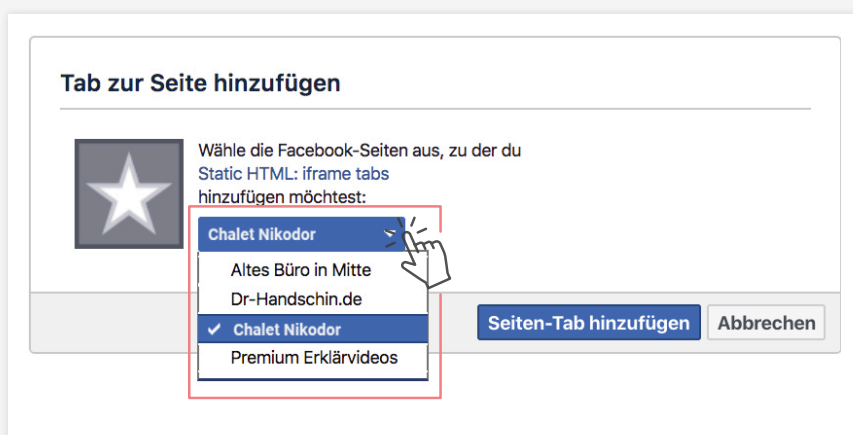 Tab zur Seite hinzufügen
Wähle die Facebook-Seiten aus, zu der du
Static HTML: iframe tabs
hinzufügen möchtest:
Chalet Nikodor
Altes Büro in Mitte
Dr-Handschin.de
Chalet Nikodor
Premium Erklärvideos
Seiten-Tab hinzufügen
Abbrechen